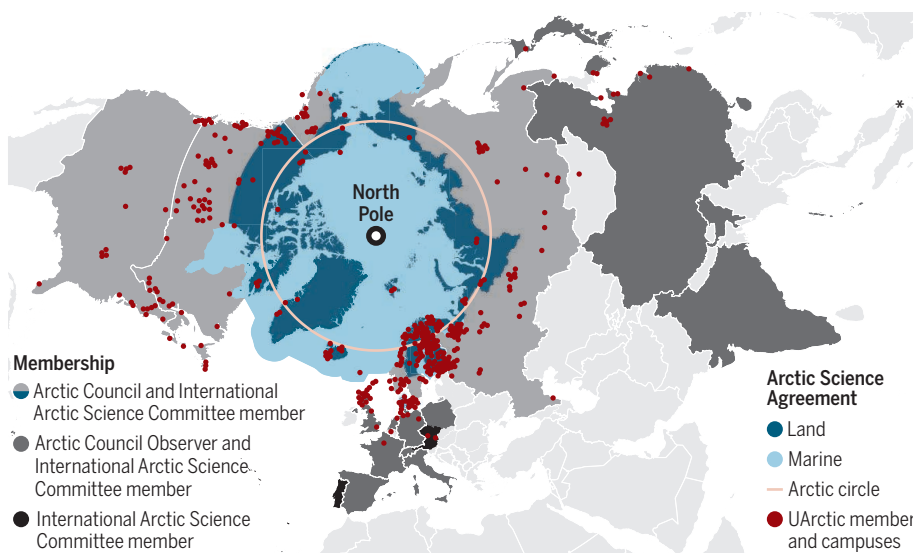 North
Pole
*
Membership
Arctic Council and International
Arctic Science Committee member
Arctic Council Observer and
International Arctic Science
Committee member
International Arctic Science
Committee member
Arctic Science
Agreement
Land
Marine
Arctic circle
UArctic member
and campuses